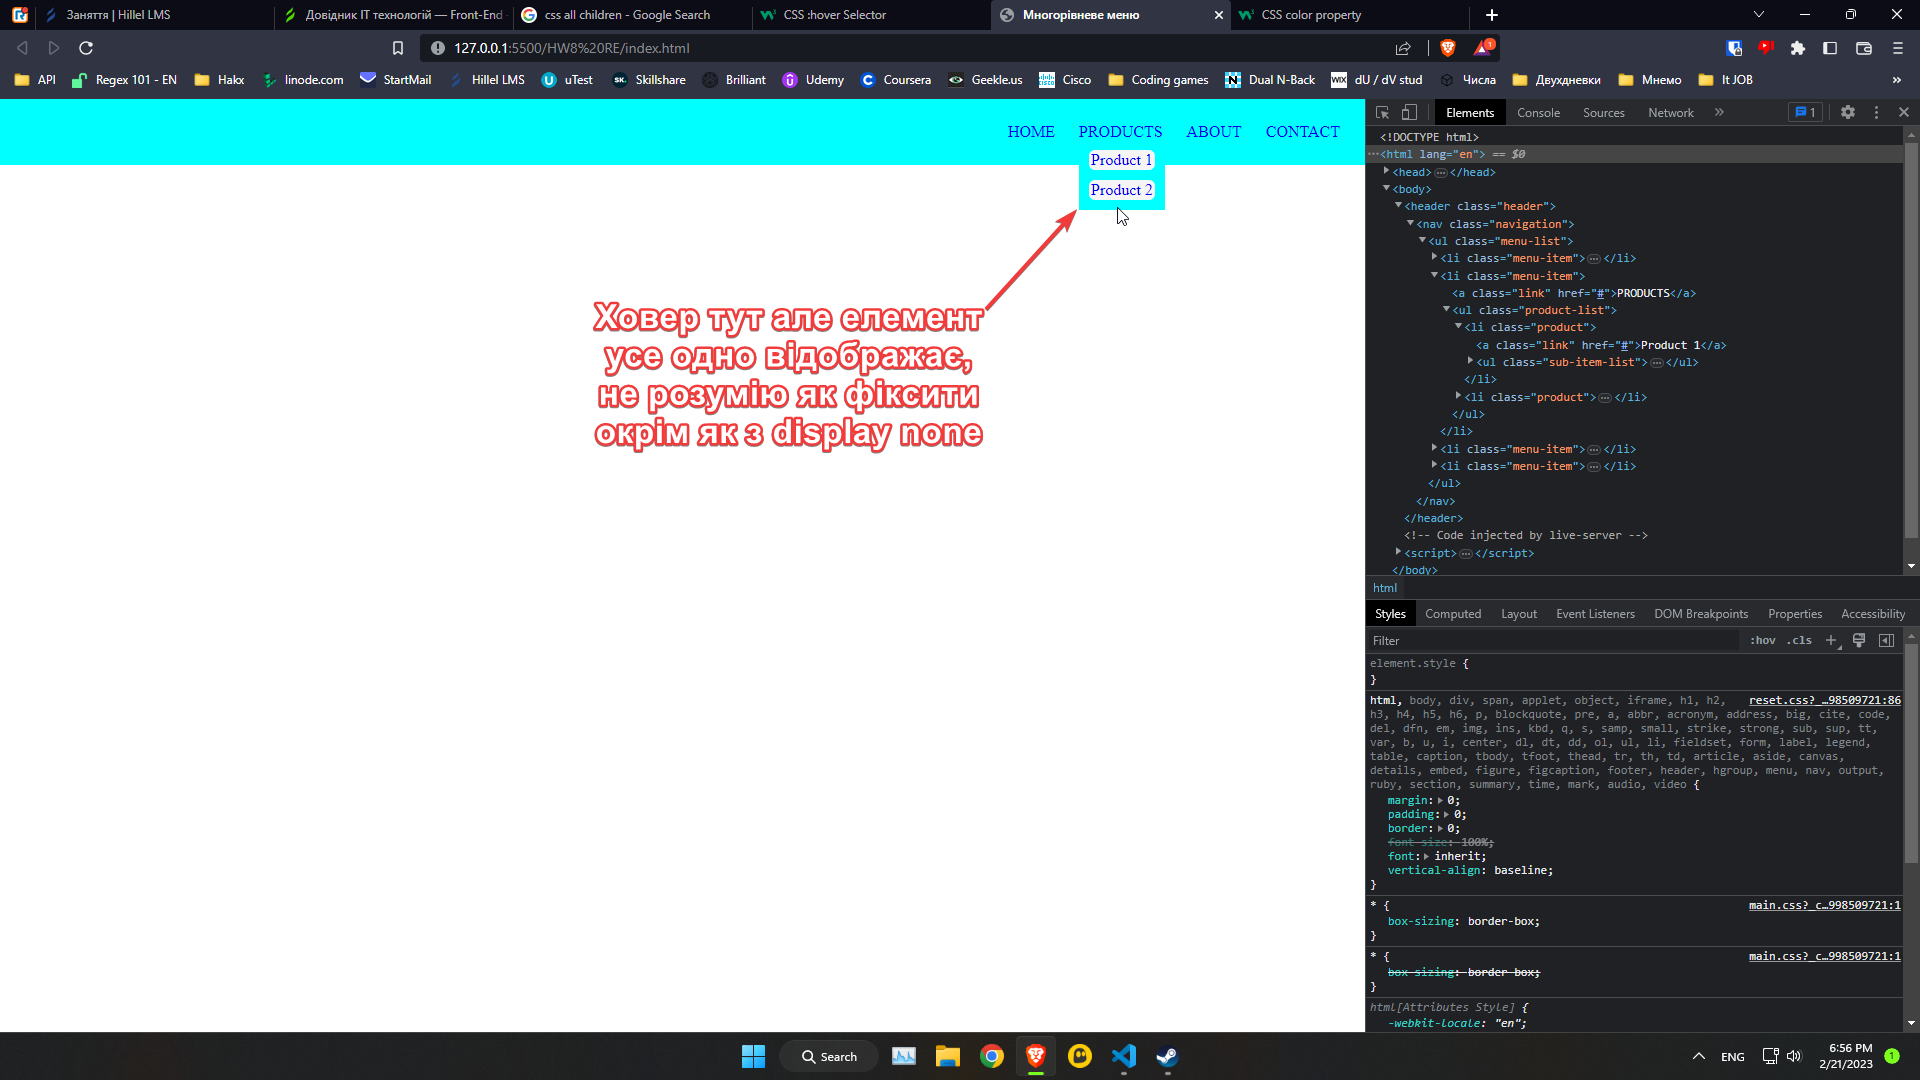 Заняття | Hillel LMS
Довідник ІТ технологій — Front-End
css all children - Google Search
CSS :hover Selector
Многорівневе меню
CSS color property
127.0.0.1:5500/HW8%20RE/index.html
1
API
Regex 101 - EN
Hakx
linode.com
StartMail
Hillel LMS
uTest
Skillshare
Brilliant
Udemy
Coursera
Geekle.us
Cisco
Coding games
Dual N-Back
dU / dV stud
Числа
Двухдневки
Мнемо
It JOB
HOME
PRODUCTS
ABOUT
CONTACT
Product 1
Product 2
Ховер тут але елемент
усе одно відображає,
не розумію як фіксити
окрім як з display none
Elements
Console
Sources
Network
1
<!DOCTYPE html>
<html lang="en"> == $0
<head> </head>
<body>
<header class="header">
<nav class="navigation">
<ul class="menu-list">
<li class="menu-item"> </li>
<li class="menu-item">
<a class="link" href="#">PRODUCTS</a>
<ul class="product-list">
<li class="product">
<a class="link" href="#">Product 1</a>
<ul class="sub-item-list"> </ul>
</li>
<li class="product"> </li>
</ul>
</li>
<li class="menu-item"> </li>
<li class="menu-item"> </li>
</ul>
</nav>
</header>
<!-- Code injected by live-server -->
<script> </script>
</body>
html
Styles
Computed
Layout
Event Listeners
DOM Breakpoints
Properties
Accessibility
Filter
:hov
.cls
element.style {
}
html, body, div, span, applet, object, iframe, h1, h2, reset.css?_…98509721:86
h3, h4, h5, h6, p, blockquote, pre, a, abbr, acronym, address, big, cite, code,
del, dfn, em, img, ins, kbd, q, s, samp, small, strike, strong, sub, sup, tt,
var, b, u, i, center, dl, dt, dd, ol, ul, li, fieldset, form, label, legend,
table, caption, tbody, tfoot, thead, tr, th, td, article, aside, canvas,
details, embed, figure, figcaption, footer, header, hgroup, menu, nav, output,
ruby, section, summary, time, mark, audio, video {
margin: 0;
padding: 0;
border: 0;
font-size: 100%;
font: inherit;
vertical-align: baseline;
}
* { main.css?_c…998509721:1
box-sizing: border-box;
}
* { main.css?_c…998509721:1
box-sizing: border-box;
}
html[Attributes Style] {
-webkit-locale: "en";
Search
ENG
6:56 PM
2/21/2023
1